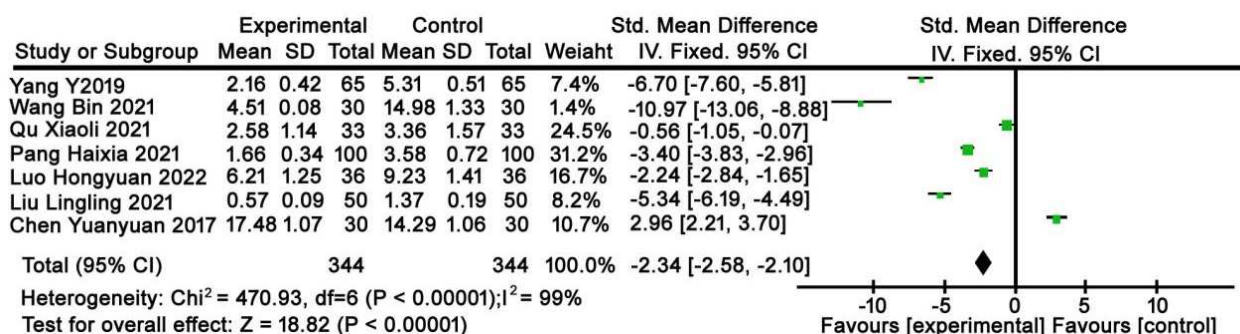 Experimental Control Std. Mean Difference Std. Mean Difference
Study or Subgroup Mean SD Total Mean SD Total Weiaht IV. Fixed. 95% CI IV. Fixed. 95% CI
Yang Y2019 2.16 0.42 65 5.31 0.51 65 7.4% -6.70 [-7.60, -5.81]
Wang Bin 2021 4.51 0.08 30 14.98 1.33 30 1.4% -10.97 [-13.06, -8.88]
Qu Xiaoli 2021 2.58 1.14 33 3.36 1.57 33 24.5% -0.56 [-1.05, -0.07]
Pang Haixia 2021 1.66 0.34 100 3.58 0.72 100 31.2% -3.40 [-3.83, -2.96]
Luo Hongyuan 2022 6.21 1.25 36 9.23 1.41 36 16.7% -2.24 [-2.84, -1.65]
Liu Lingling 2021 0.57 0.09 50 1.37 0.19 50 8.2% -5.34 [-6.19, -4.49]
Chen Yuanyuan 2017 17.48 1.07 30 14.29 1.06 30 10.7% 2.96 [2.21, 3.70]
Total (95% CI) 344 344 100.0% -2.34 [-2.58, -2.10]
Heterogeneity: Chi² = 470.93, df=6 (P < 0.00001);I² = 99%
Test for overall effect: Z = 18.82 (P < 0.00001)
-10 -5 0 5 10
Favours [experimental] Favours [control]